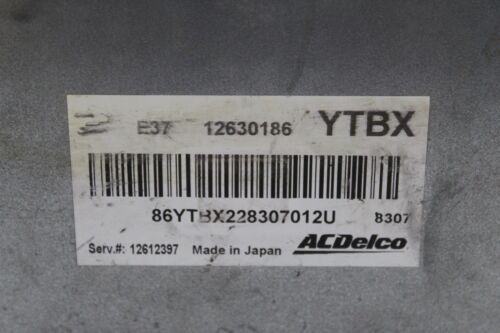 E37 12630186 YTBX
86YTBX228307012U 8307
Serv.#: 12612397 Made in Japan ACDelco